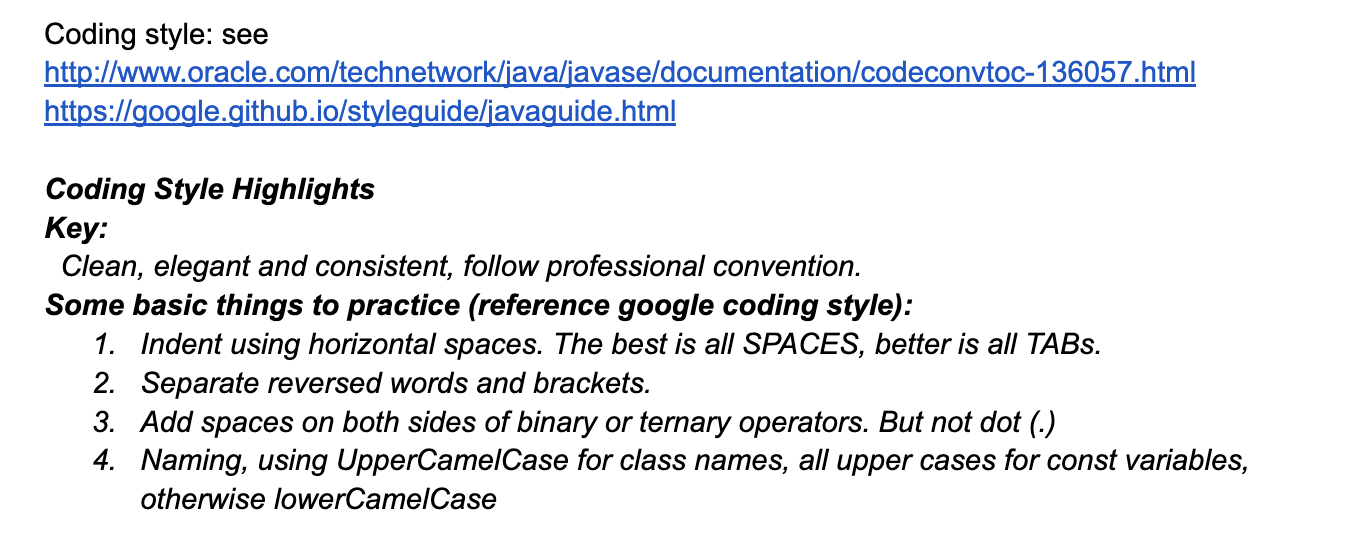 Coding style: see
http://www.oracle.com/technetwork/java/javase/documentation/codeconvtoc-136057.html
https://google.github.io/styleguide/javaguide.html
Coding Style Highlights
Key:
Clean, elegant and consistent, follow professional convention.
Some basic things to practice (reference google coding style):
1. Indent using horizontal spaces. The best is all SPACES, better is all TABs.
2. Separate reversed words and brackets.
3. Add spaces on both sides of binary or ternary operators. But not dot (.)
4. Naming, using UpperCamelCase for class names, all upper cases for const variables,
otherwise lowerCamelCase